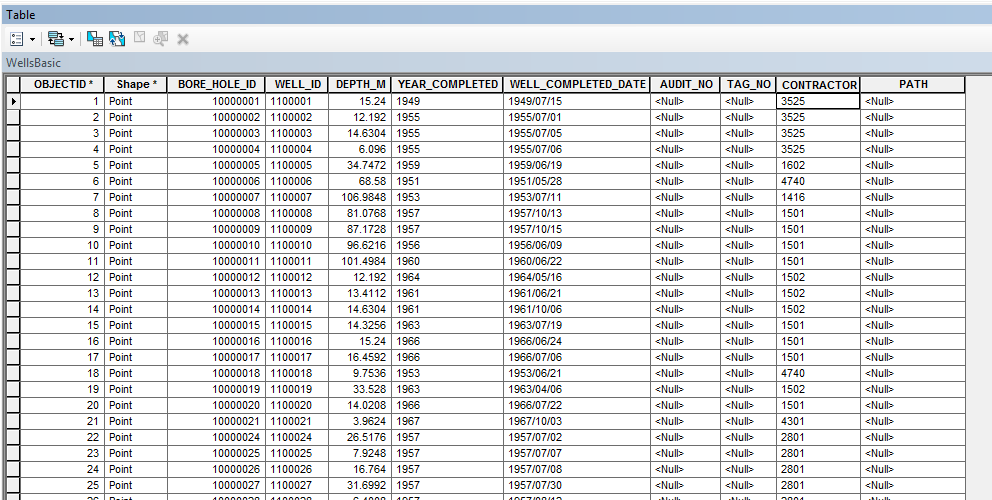 Table
WellsBasic
OBJECTID * Shape * BORE_HOLE_ID WELL_ID DEPTH_M YEAR_COMPLETED WELL_COMPLETED_DATE AUDIT_NO TAG_NO CONTRACTOR PATH
1 Point 10000001 1100001 15.24 1949 1949/07/15 <Null> <Null> 3525 <Null>
2 Point 10000002 1100002 12.192 1955 1955/07/01 <Null> <Null> 3525 <Null>
3 Point 10000003 1100003 14.6304 1955 1955/07/05 <Null> <Null> 3525 <Null>
4 Point 10000004 1100004 6.096 1955 1955/07/06 <Null> <Null> 3525 <Null>
5 Point 10000005 1100005 34.7472 1959 1959/06/19 <Null> <Null> 1602 <Null>
6 Point 10000006 1100006 68.58 1951 1951/05/28 <Null> <Null> 4740 <Null>
7 Point 10000007 1100007 106.9848 1953 1953/07/11 <Null> <Null> 1416 <Null>
8 Point 10000008 1100008 81.0768 1957 1957/10/13 <Null> <Null> 1501 <Null>
9 Point 10000009 1100009 87.1728 1957 1957/10/15 <Null> <Null> 1501 <Null>
10 Point 10000010 1100010 96.6216 1956 1956/06/09 <Null> <Null> 1501 <Null>
11 Point 10000011 1100011 101.4984 1960 1960/06/22 <Null> <Null> 1501 <Null>
12 Point 10000012 1100012 12.192 1964 1964/05/16 <Null> <Null> 1502 <Null>
13 Point 10000013 1100013 13.4112 1961 1961/06/21 <Null> <Null> 1502 <Null>
14 Point 10000014 1100014 14.6304 1961 1961/10/06 <Null> <Null> 1502 <Null>
15 Point 10000015 1100015 14.3256 1963 1963/07/19 <Null> <Null> 1501 <Null>
16 Point 10000016 1100016 15.24 1966 1966/06/24 <Null> <Null> 1501 <Null>
17 Point 10000017 1100017 16.4592 1966 1966/07/06 <Null> <Null> 1501 <Null>
18 Point 10000018 1100018 9.7536 1953 1953/06/21 <Null> <Null> 4740 <Null>
19 Point 10000019 1100019 33.528 1963 1963/04/06 <Null> <Null> 1502 <Null>
20 Point 10000020 1100020 14.0208 1966 1966/07/22 <Null> <Null> 1501 <Null>
21 Point 10000021 1100021 3.9624 1967 1967/10/03 <Null> <Null> 4301 <Null>
22 Point 10000024 1100024 26.5176 1957 1957/07/02 <Null> <Null> 2801 <Null>
23 Point 10000025 1100025 7.9248 1957 1957/07/07 <Null> <Null> 2801 <Null>
24 Point 10000026 1100026 16.764 1957 1957/07/08 <Null> <Null> 2801 <Null>
25 Point 10000027 1100027 31.6992 1957 1957/07/30 <Null> <Null> 2801 <Null>